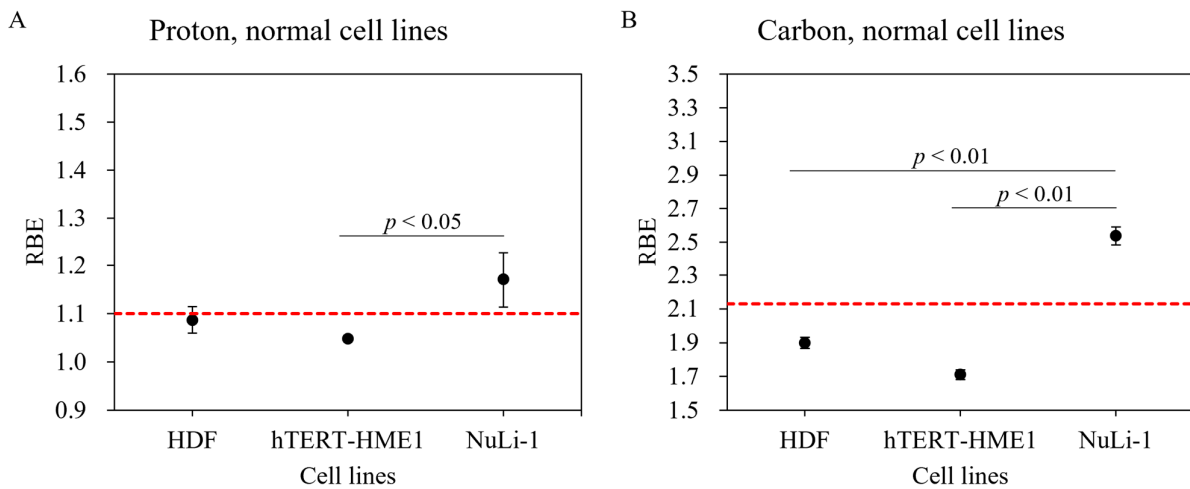 A
Proton, normal cell lines
1.6
1.5
1.4
1.3
1.2
1.1
1.0
0.9
RBE
p < 0.05
HDF
hTERT-HME1
NuLi-1
Cell lines
B
Carbon, normal cell lines
3.5
3.3
3.1
2.9
2.7
2.5
2.3
2.1
1.9
1.7
1.5
RBE
p < 0.01
p < 0.01
HDF
hTERT-HME1
NuLi-1
Cell lines